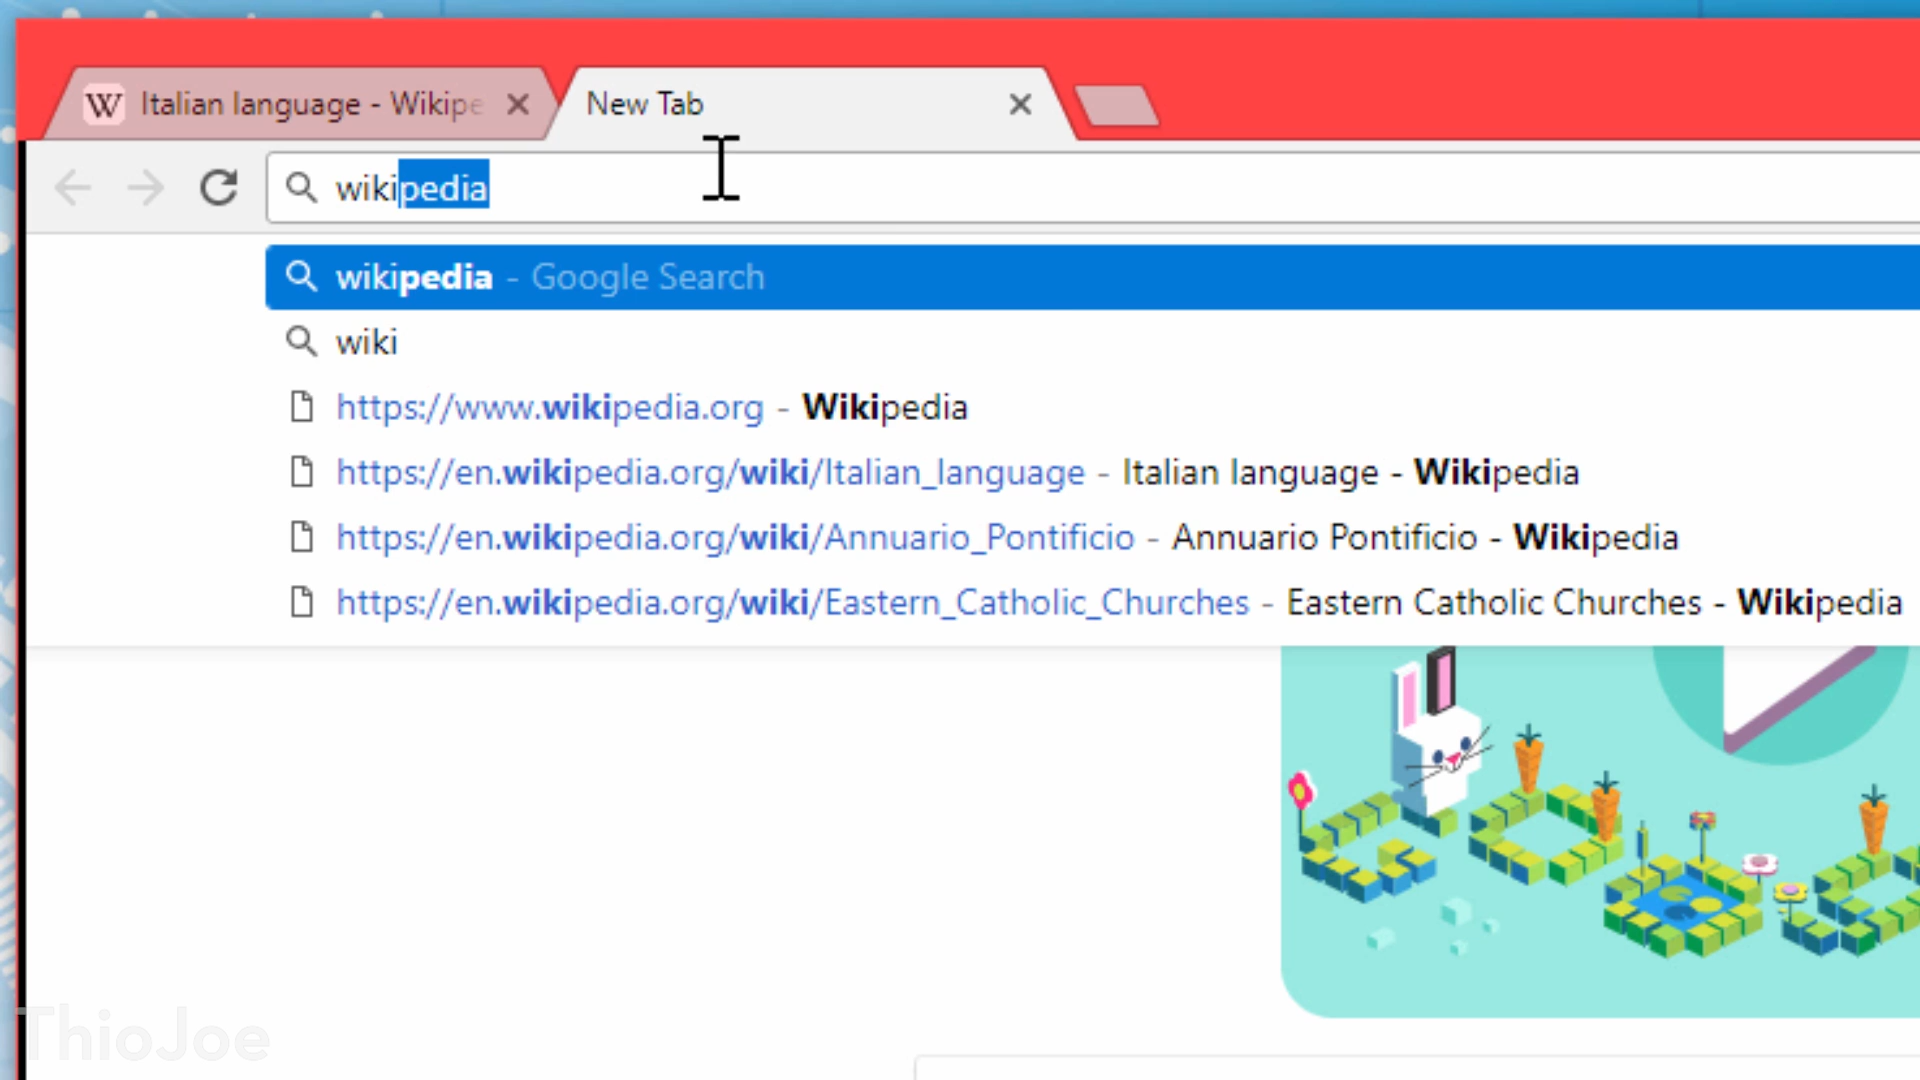 W Italian language - Wikipe
New Tab
wikipedia
wikipedia - Google Search
wiki
https://www.wikipedia.org - Wikipedia
https://en.wikipedia.org/wiki/Italian_language - Italian language - Wikipedia
https://en.wikipedia.org/wiki/Annuario_Pontificio - Annuario Pontificio - Wikipedia
https://en.wikipedia.org/wiki/Eastern_Catholic_Churches - Eastern Catholic Churches - Wikipedia
ThioJoe